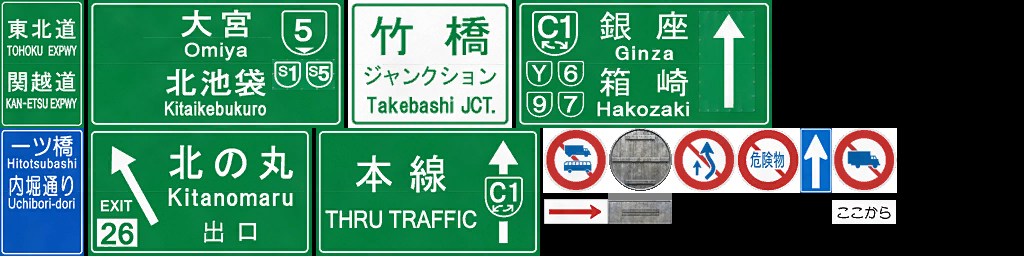 東北道
TOHOKU EXPWY
関越道
KAN-ETSU EXPWY
大宮
Omiya
5
北池袋
Kitaikebukuro
S1 S5
竹橋
ジャンクション
Takebashi JCT.
C1
銀座
Ginza
Y 6
9 7
箱崎
Hakozaki
一ツ橋
Hitotsubashi
内堀通り
Uchibori-dori
北の丸
Kitanomaru
出口
EXIT
26
本線
THRU TRAFFIC
C1
危険物
ここから